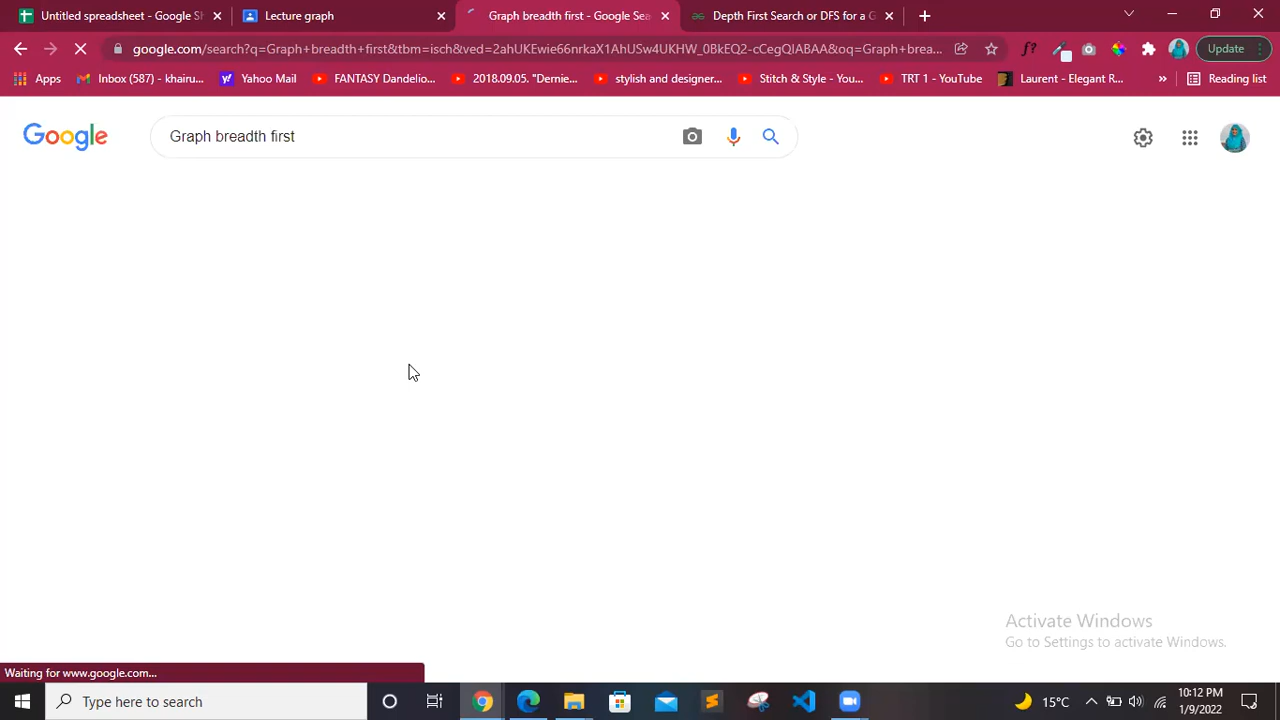 Untitled spreadsheet - Google Sh
Lecture graph
Graph breadth first - Google Sea
Depth First Search or DFS for a G
google.com/search?q=Graph+breadth+first&tbm=isch&ved=2ahUKEwie66nrkaX1AhUSw4UKHW_0BkEQ2-cCegQIABAA&oq=Graph+brea...
Update
Apps
Inbox (587) - khairu...
Yahoo Mail
FANTASY Dandelio...
2018.09.05. "Dernie...
stylish and designer...
Stitch & Style - You...
TRT 1 - YouTube
Laurent - Elegant R...
»
Reading list
Google
Graph breadth first
Activate Windows
Go to Settings to activate Windows.
Waiting for www.google.com...
Type here to search
15°C
10:12 PM
1/9/2022